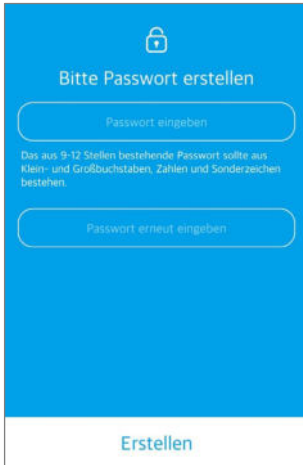 Bitte Passwort erstellen
Passwort eingeben
Das aus 9-12 Stellen bestehende Passwort sollte aus
Klein- und Großbuchstaben, Zahlen und Sonderzeichen
bestehen.
Passwort erneut eingeben
Erstellen